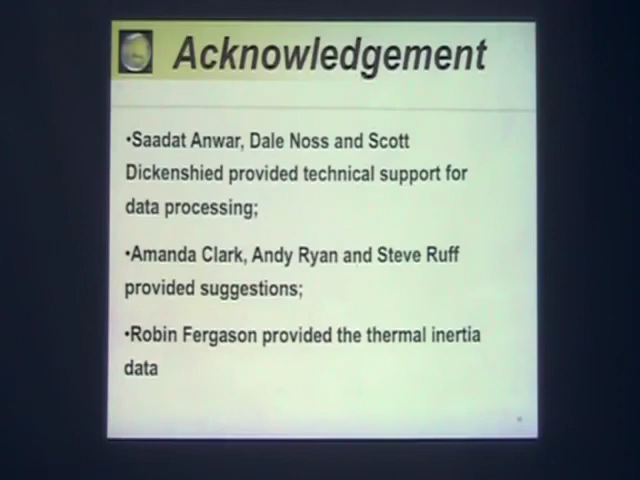 Acknowledgement
•Saadat Anwar, Dale Noss and Scott
Dickenshied provided technical support for
data processing;
•Amanda Clark, Andy Ryan and Steve Ruff
provided suggestions;
•Robin Fergason provided the thermal inertia
data